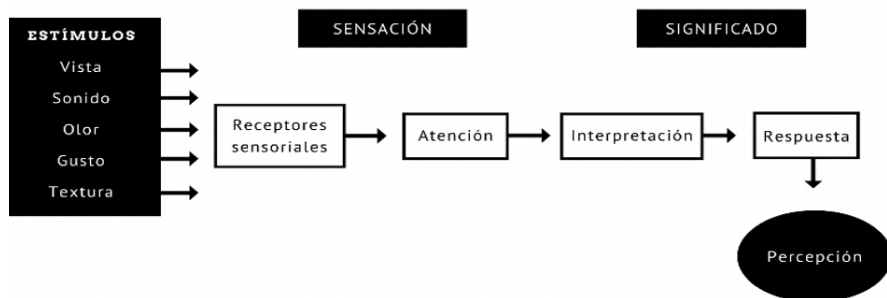 ESTÍMULOS
Vista
Sonido
Olor
Gusto
Textura
SENSACIÓN
SIGNIFICADO
Receptores
sensoriales
Atención
Interpretación
Respuesta
Percepción